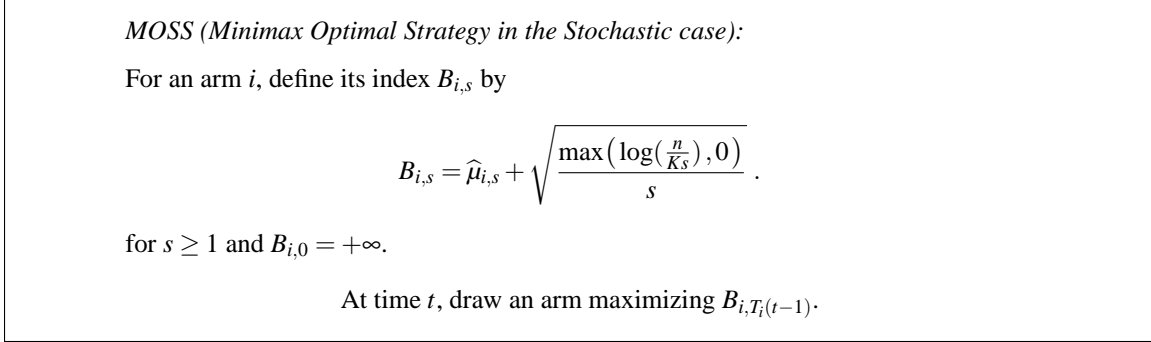 MOSS (Minimax Optimal Strategy in the Stochastic case):
For an arm i, define its index B_{i,s} by
B_{i,s} = \widehat{\mu}_{i,s} + \sqrt{\frac{\max(\log(\frac{n}{Ks}),0)}{s}} .
for s ≥ 1 and B_{i,0} = +∞.
At time t, draw an arm maximizing B_{i,T_i(t−1)}.